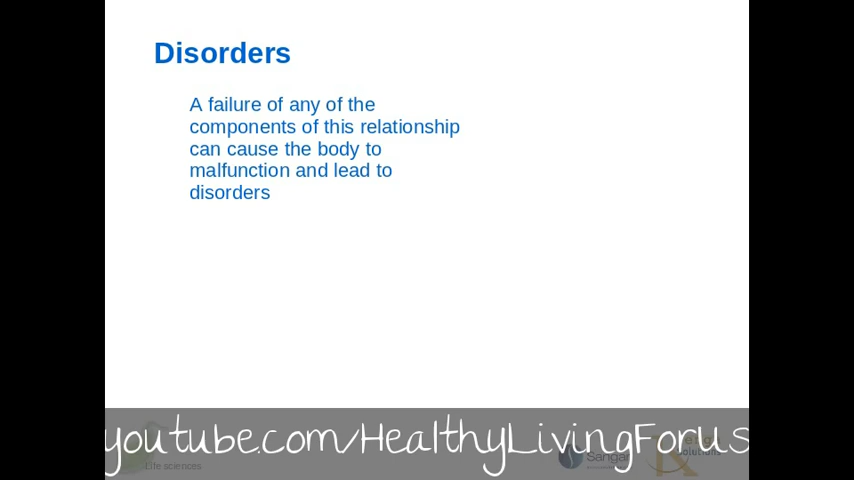 Disorders
A failure of any of the
components of this relationship
can cause the body to
malfunction and lead to
disorders
youtube.com/HealthyLivingForus
Life sciences